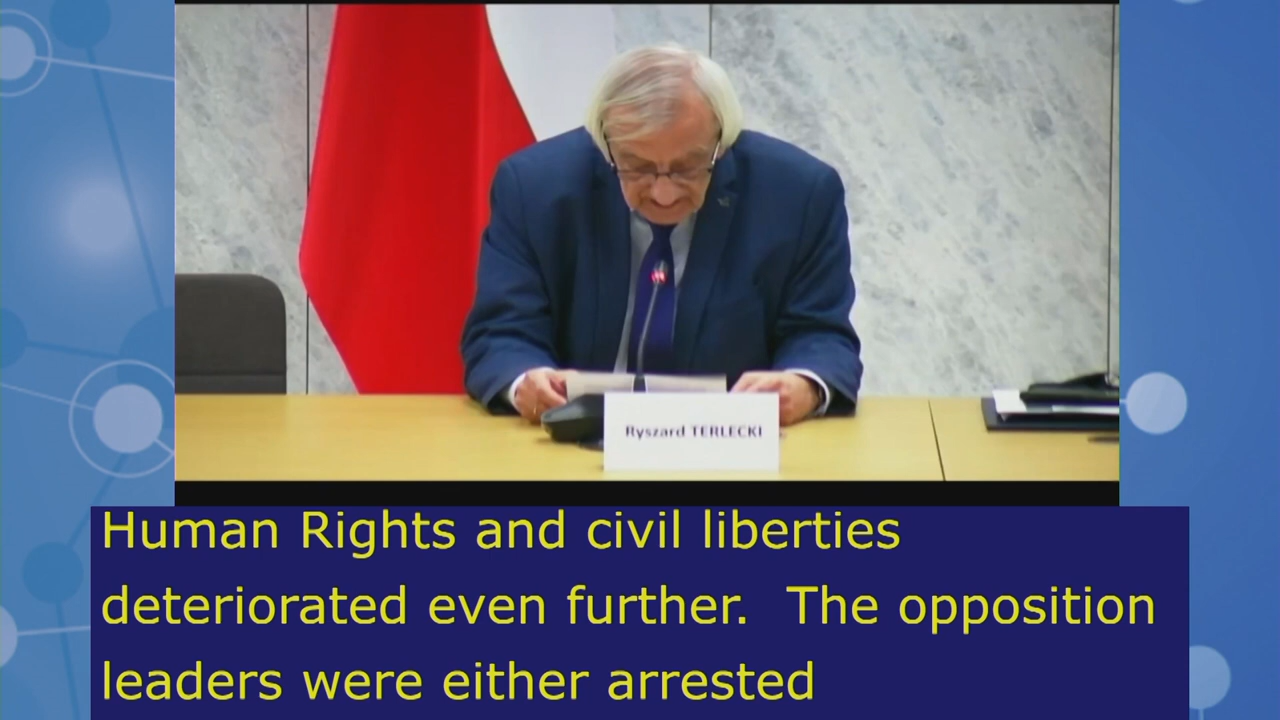 Ryszard TERLECKI
Human Rights and civil liberties
deteriorated even further.  The opposition
leaders were either arrested